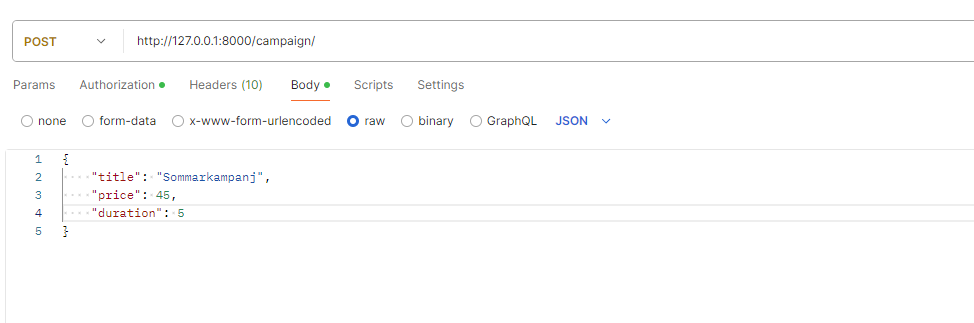 POST http://127.0.0.1:8000/campaign/
Params Authorization Headers (10) Body Scripts Settings
none form-data x-www-form-urlencoded raw binary GraphQL JSON
1 {
2 "title": "Sommarkampanj",
3 "price": 45,
4 "duration": 5
5 }